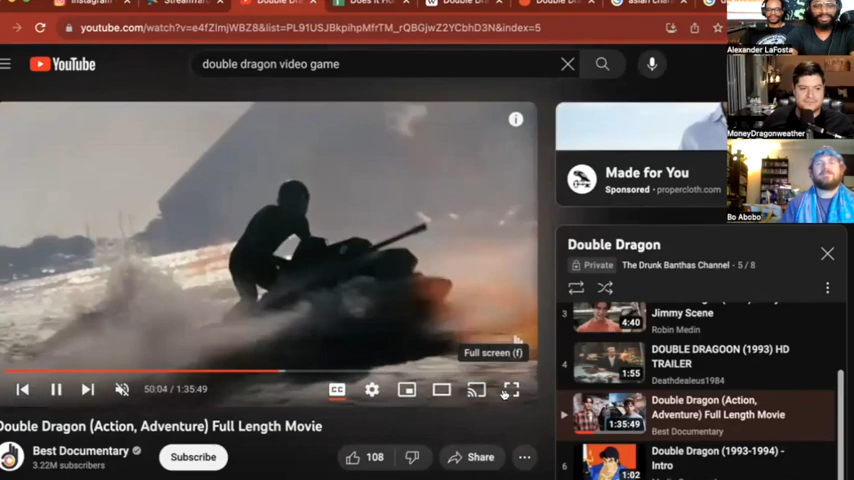 Instagram
Double Dra
Does It H
Double Dr
Double Dra
asian cha
youtube.com/watch?v=e4fZImjWBZ8&list=PL91USJBkpihpMfrTM_rQBGjwZ2YCbhD3N&index=5
YouTube
double dragon video game
Alexander LaFosta
MoneyDragonweather
Bo Abobo
Made for You
Sponsored · propercloth.com
Double Dragon
Private
The Drunk Banthas Channel - 5 / 8
3
Jimmy Scene
Robin Medin
4:40
4
DOUBLE DRAGOON (1993) HD
TRAILER
Deathdealeus1984
1:55
Double Dragon (Action,
Adventure) Full Length Movie
Best Documentary
1:35:49
6
Double Dragon (1993-1994) -
Intro
1:02
Full screen (f)
50:04 / 1:35:49
CC
Double Dragon (Action, Adventure) Full Length Movie
Best Documentary
3.22M subscribers
Subscribe
108
Share